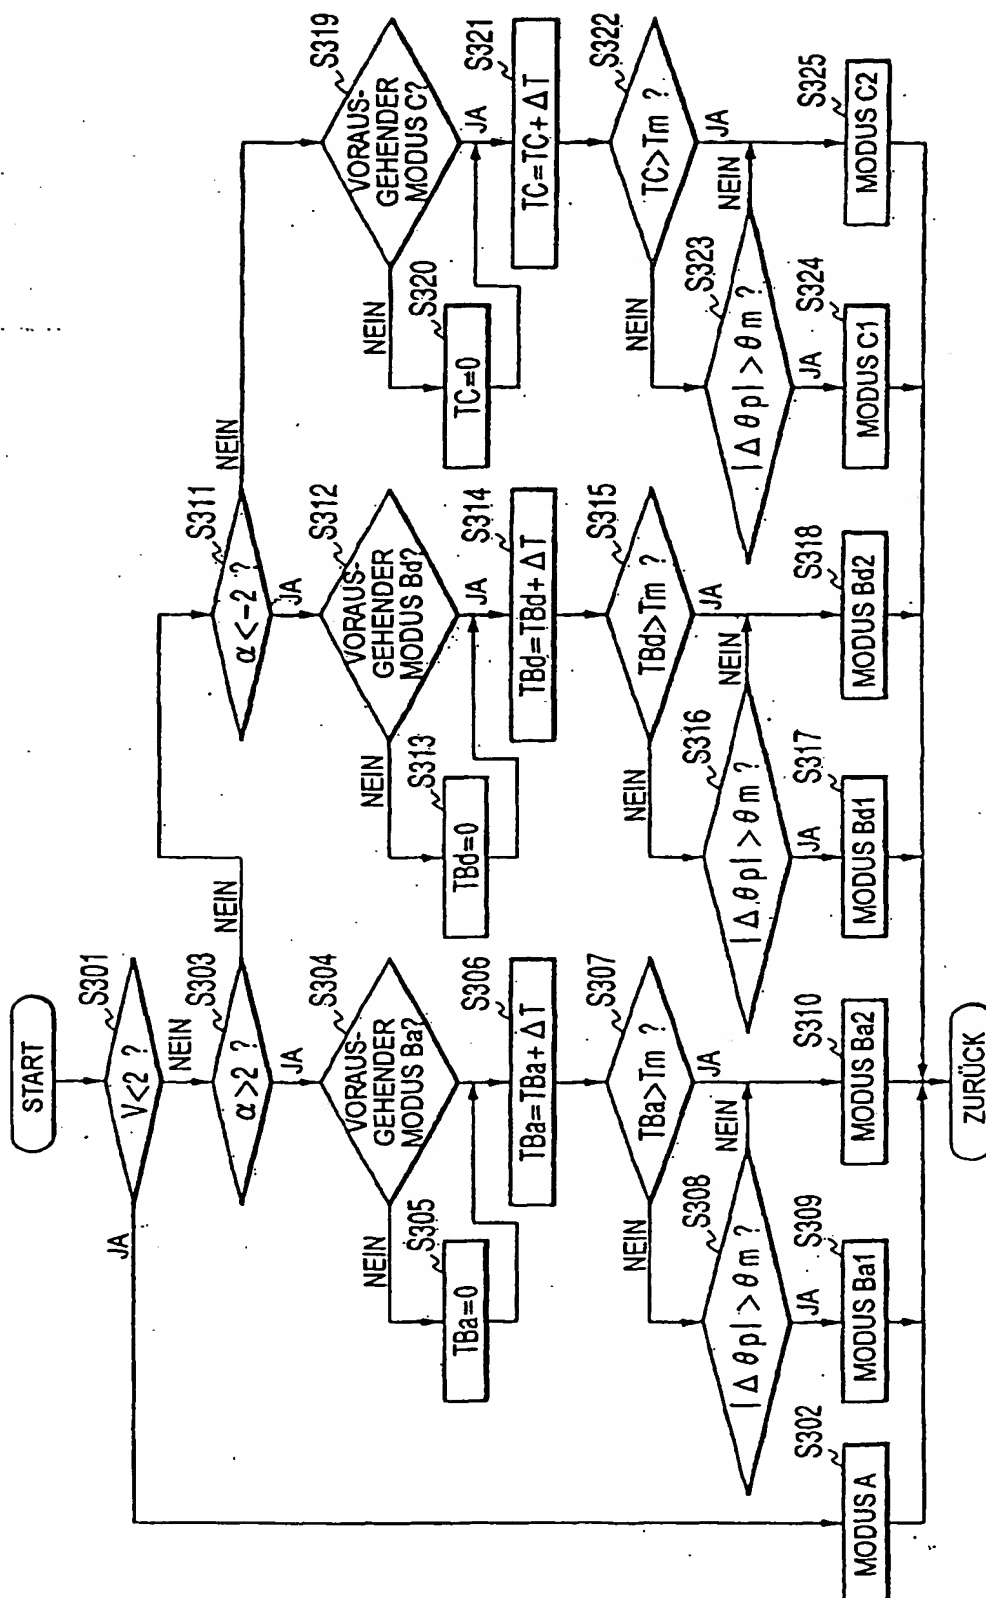 START
S301
V<2 ?
JA
NEIN
S303
α>2 ?
NEIN
JA
S304
VORAUS-
GEHENDER
MODUS Ba?
NEIN
S305
TBa=0
S306
TBa=TBa+ΔT
S307
TBa>Tm ?
NEIN
JA
S308
|Δθp|>θm ?
NEIN
JA
S302
MODUS A
S309
MODUS Ba1
S310
MODUS Ba2
S311
α<-2 ?
NEIN
JA
S312
VORAUS-
GEHENDER
MODUS Bd?
NEIN
JA
S313
TBd=0
S314
TBd=TBd+ΔT
S315
TBd>Tm ?
NEIN
JA
S316
|Δθp|>θm ?
NEIN
JA
S317
MODUS Bd1
S318
MODUS Bd2
S319
VORAUS-
GEHENDER
MODUS C?
NEIN
JA
S320
TC=0
S321
TC=TC+ΔT
S322
TC>Tm ?
NEIN
JA
S323
|Δθp|>θm ?
NEIN
JA
S324
MODUS C1
S325
MODUS C2
ZURÜCK